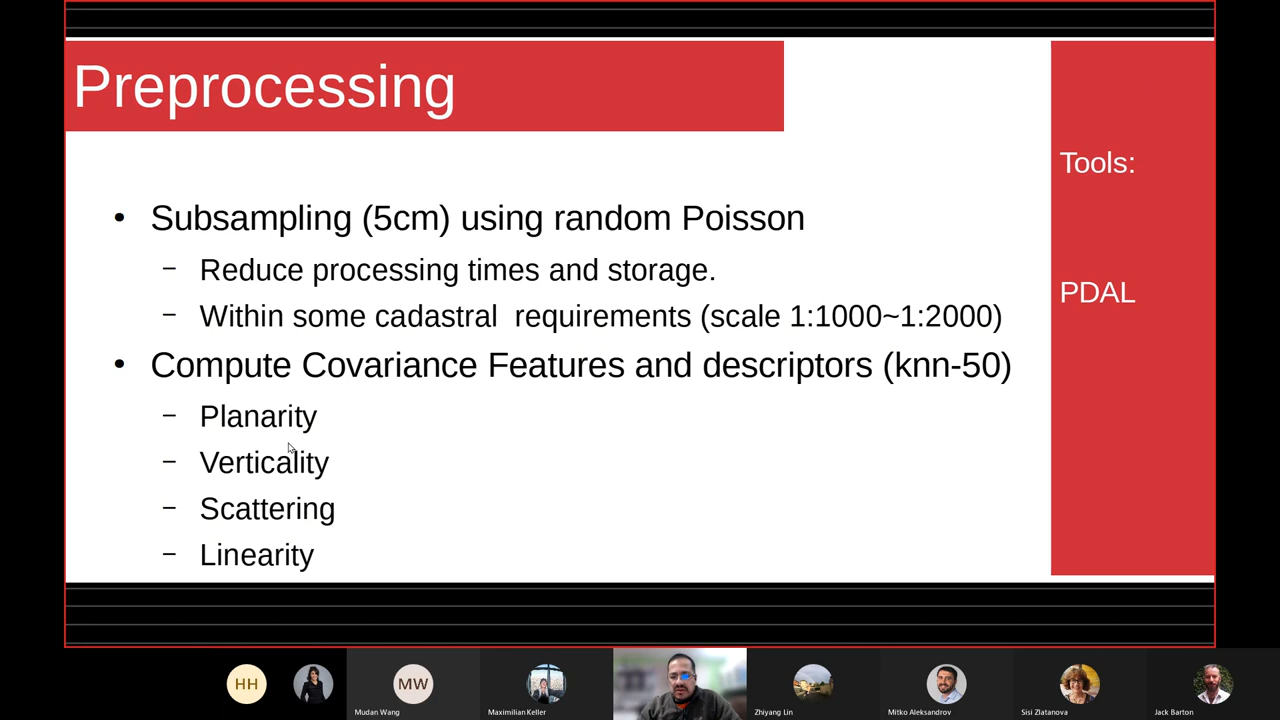 Preprocessing
Tools:
PDAL
• Subsampling (5cm) using random Poisson
– Reduce processing times and storage.
– Within some cadastral requirements (scale 1:1000~1:2000)
• Compute Covariance Features and descriptors (knn-50)
– Planarity
– Verticality
– Scattering
– Linearity
HH
MW
Mudan Wang
Maximilian Keller
Zhiyang Lin
Mitko Aleksandrov
Sisi Zlatanova
Jack Barton